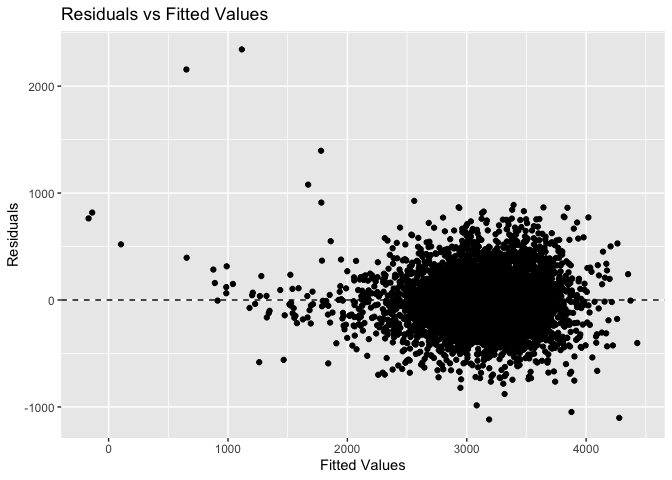 Residuals vs Fitted Values
2000
1000
0
-1000
Residuals
0 1000 2000 3000 4000
Fitted Values